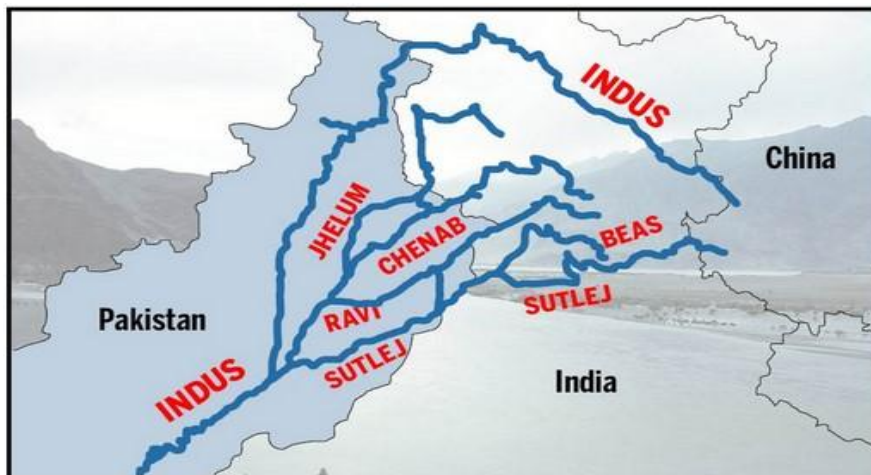 INDUS
China
JHELUM
CHENAB
BEAS
Pakistan
RAVI
SUTLEJ
SUTLEJ
INDUS
India